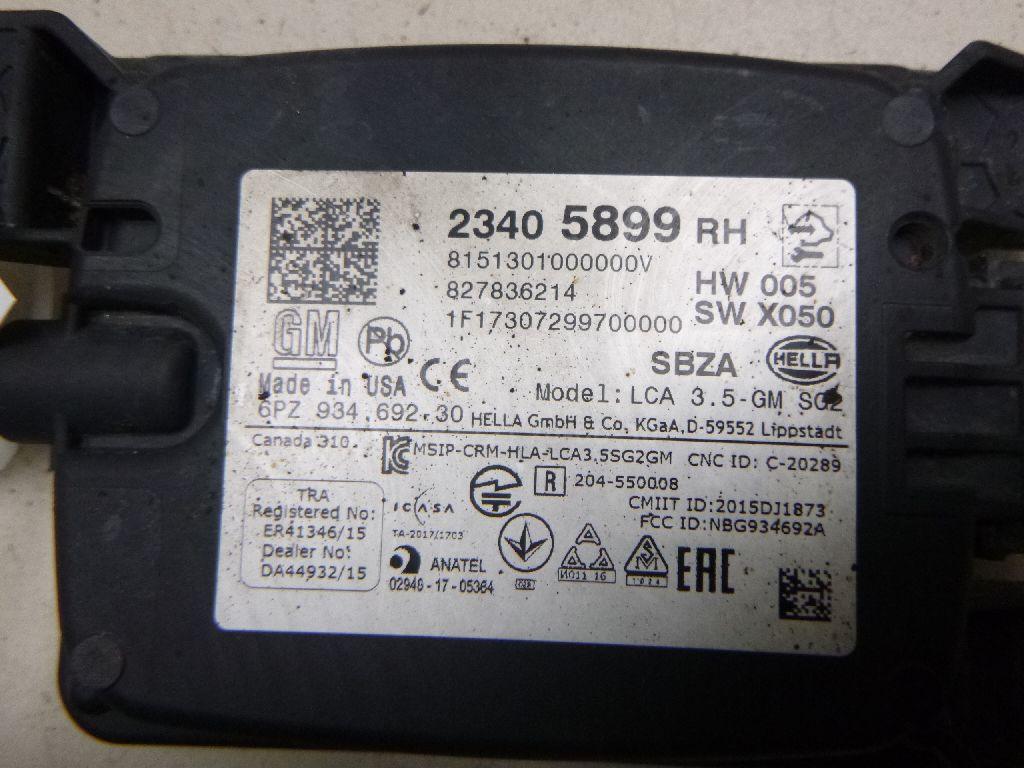 2340 5899 RH
8151301000000V
827836214
HW 005
1F17307299700000 SW X050
GM Pb
SBZA HELLA
Made in USA CE
Model: LCA 3.5-GM SG2
6PZ 934.692-30 HELLA GmbH & Co. KGaA,D-59552 Lippstadt
Canada 310.
KC MSIP-CRM-HLA-LCA3.5SG2GM CNC ID: C-20289
R 204-550008
TRA
Registered No:
ER41346/15
Dealer No:
DA44932/15
ICASA
TA-2017/1703
CMIIT ID:2015DJ1873
FCC ID:NBG934692A
ANATEL
02949-17-05364
EAC